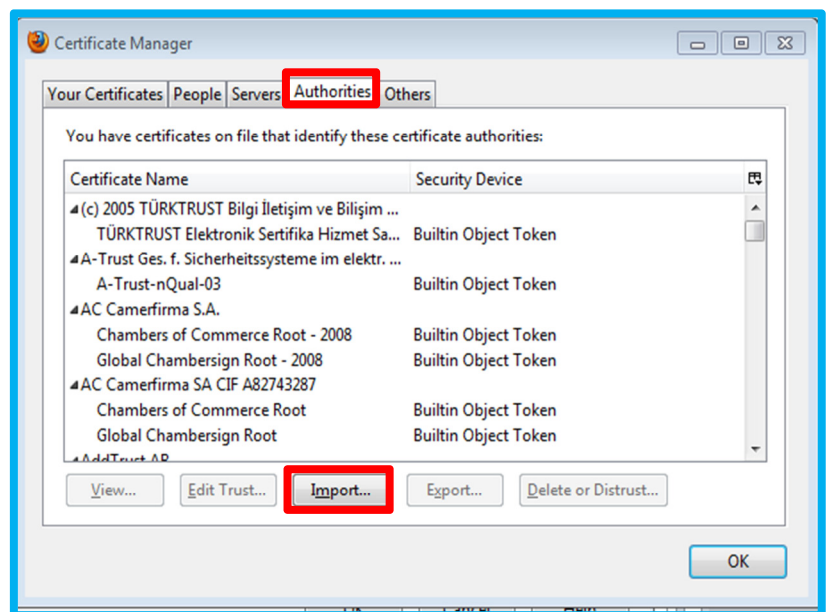 Certificate Manager
Your Certificates People Servers Authorities Others
You have certificates on file that identify these certificate authorities:
Certificate Name Security Device
(c) 2005 TÜRKTRUST Bilgi İletişim ve Bilişim ...
TÜRKTRUST Elektronik Sertifika Hizmet Sa... Builtin Object Token
A-Trust Ges. f. Sicherheitssysteme im elektr. ...
A-Trust-nQual-03 Builtin Object Token
AC Camerfirma S.A.
Chambers of Commerce Root - 2008 Builtin Object Token
Global Chambersign Root - 2008 Builtin Object Token
AC Camerfirma SA CIF A82743287
Chambers of Commerce Root Builtin Object Token
Global Chambersign Root Builtin Object Token
AddTrust AB
View... Edit Trust... Import... Export... Delete or Distrust...
OK